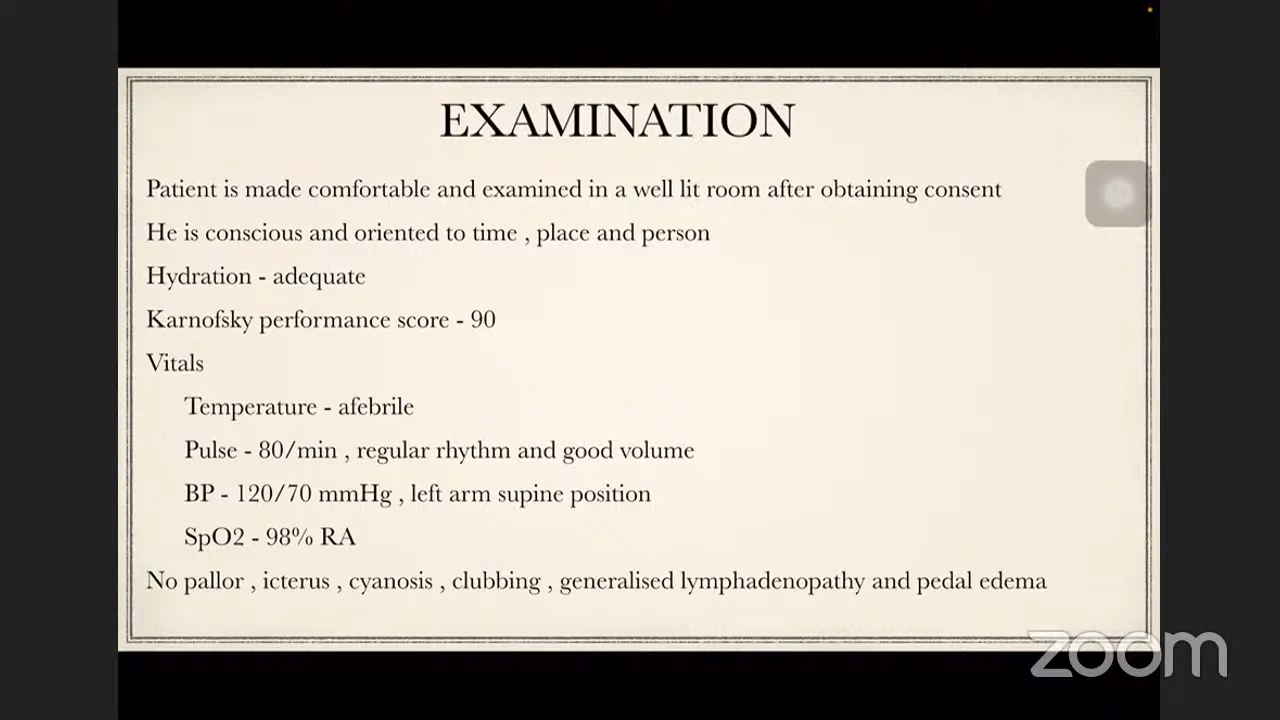 EXAMINATION
Patient is made comfortable and examined in a well lit room after obtaining consent
He is conscious and oriented to time , place and person
Hydration - adequate
Karnofsky performance score - 90
Vitals
Temperature - afebrile
Pulse - 80/min , regular rhythm and good volume
BP - 120/70 mmHg , left arm supine position
SpO2 - 98% RA
No pallor , icterus , cyanosis , clubbing , generalised lymphadenopathy and pedal edema
zoom